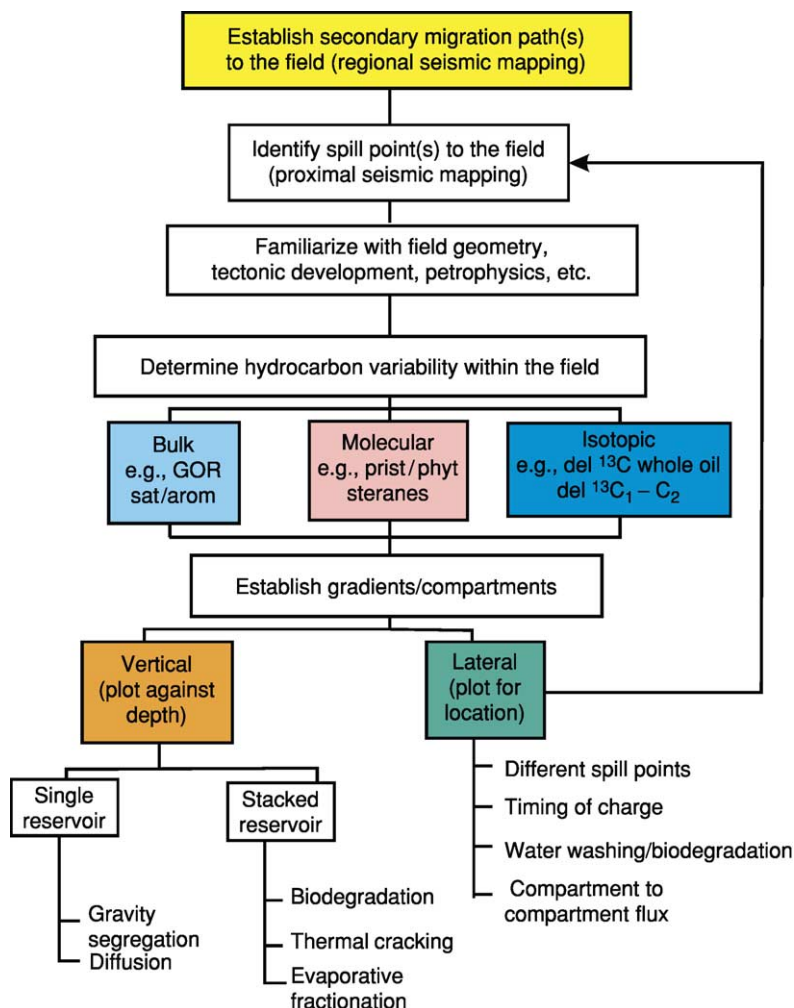 Establish secondary migration path(s)
to the field (regional seismic mapping)
Identify spill point(s) to the field
(proximal seismic mapping)
Familiarize with field geometry,
tectonic development, petrophysics, etc.
Determine hydrocarbon variability within the field
Bulk
e.g., GOR
sat/arom
Molecular
e.g., prist/phyt
steranes
Isotopic
e.g., del ¹³C whole oil
del ¹³C₁ – C₂
Establish gradients/compartments
Vertical
(plot against
depth)
Lateral
(plot for
location)
Single
reservoir
Stacked
reservoir
Gravity
segregation
Diffusion
Biodegradation
Thermal cracking
Evaporative
fractionation
Different spill points
Timing of charge
Water washing/biodegradation
Compartment to
compartment flux